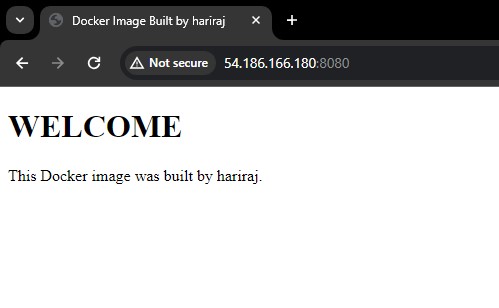 Docker Image Built by hariraj
Not secure 54.186.166.180:8080
WELCOME
This Docker image was built by hariraj.